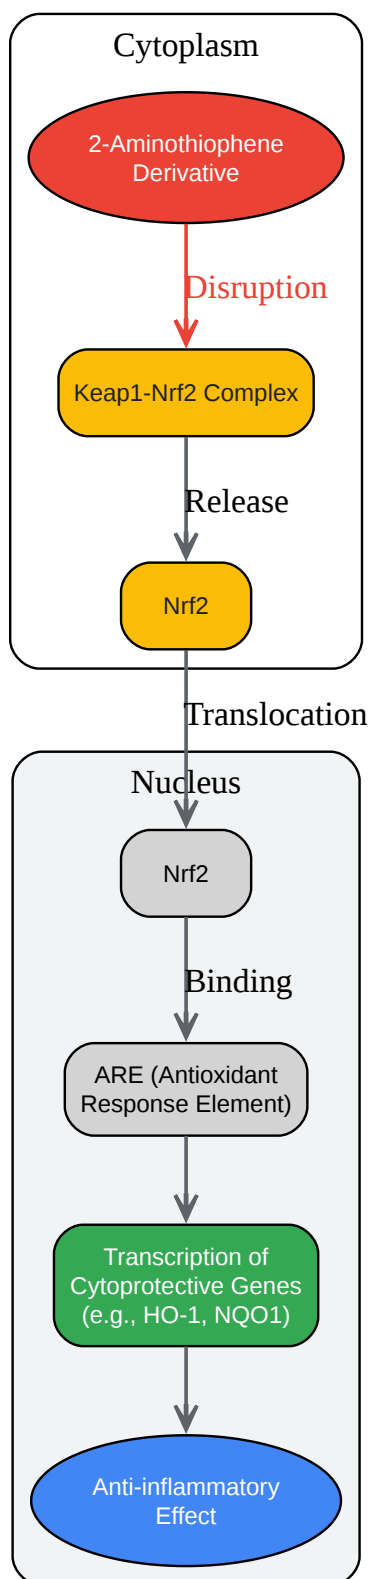 Cytoplasm
2-Aminothiophene
Derivative
Disruption
Keap1-Nrf2 Complex
Release
Nrf2
Translocation
Nucleus
Nrf2
Binding
ARE (Antioxidant
Response Element)
Transcription of
Cytoprotective Genes
(e.g., HO-1, NQO1)
Anti-inflammatory
Effect